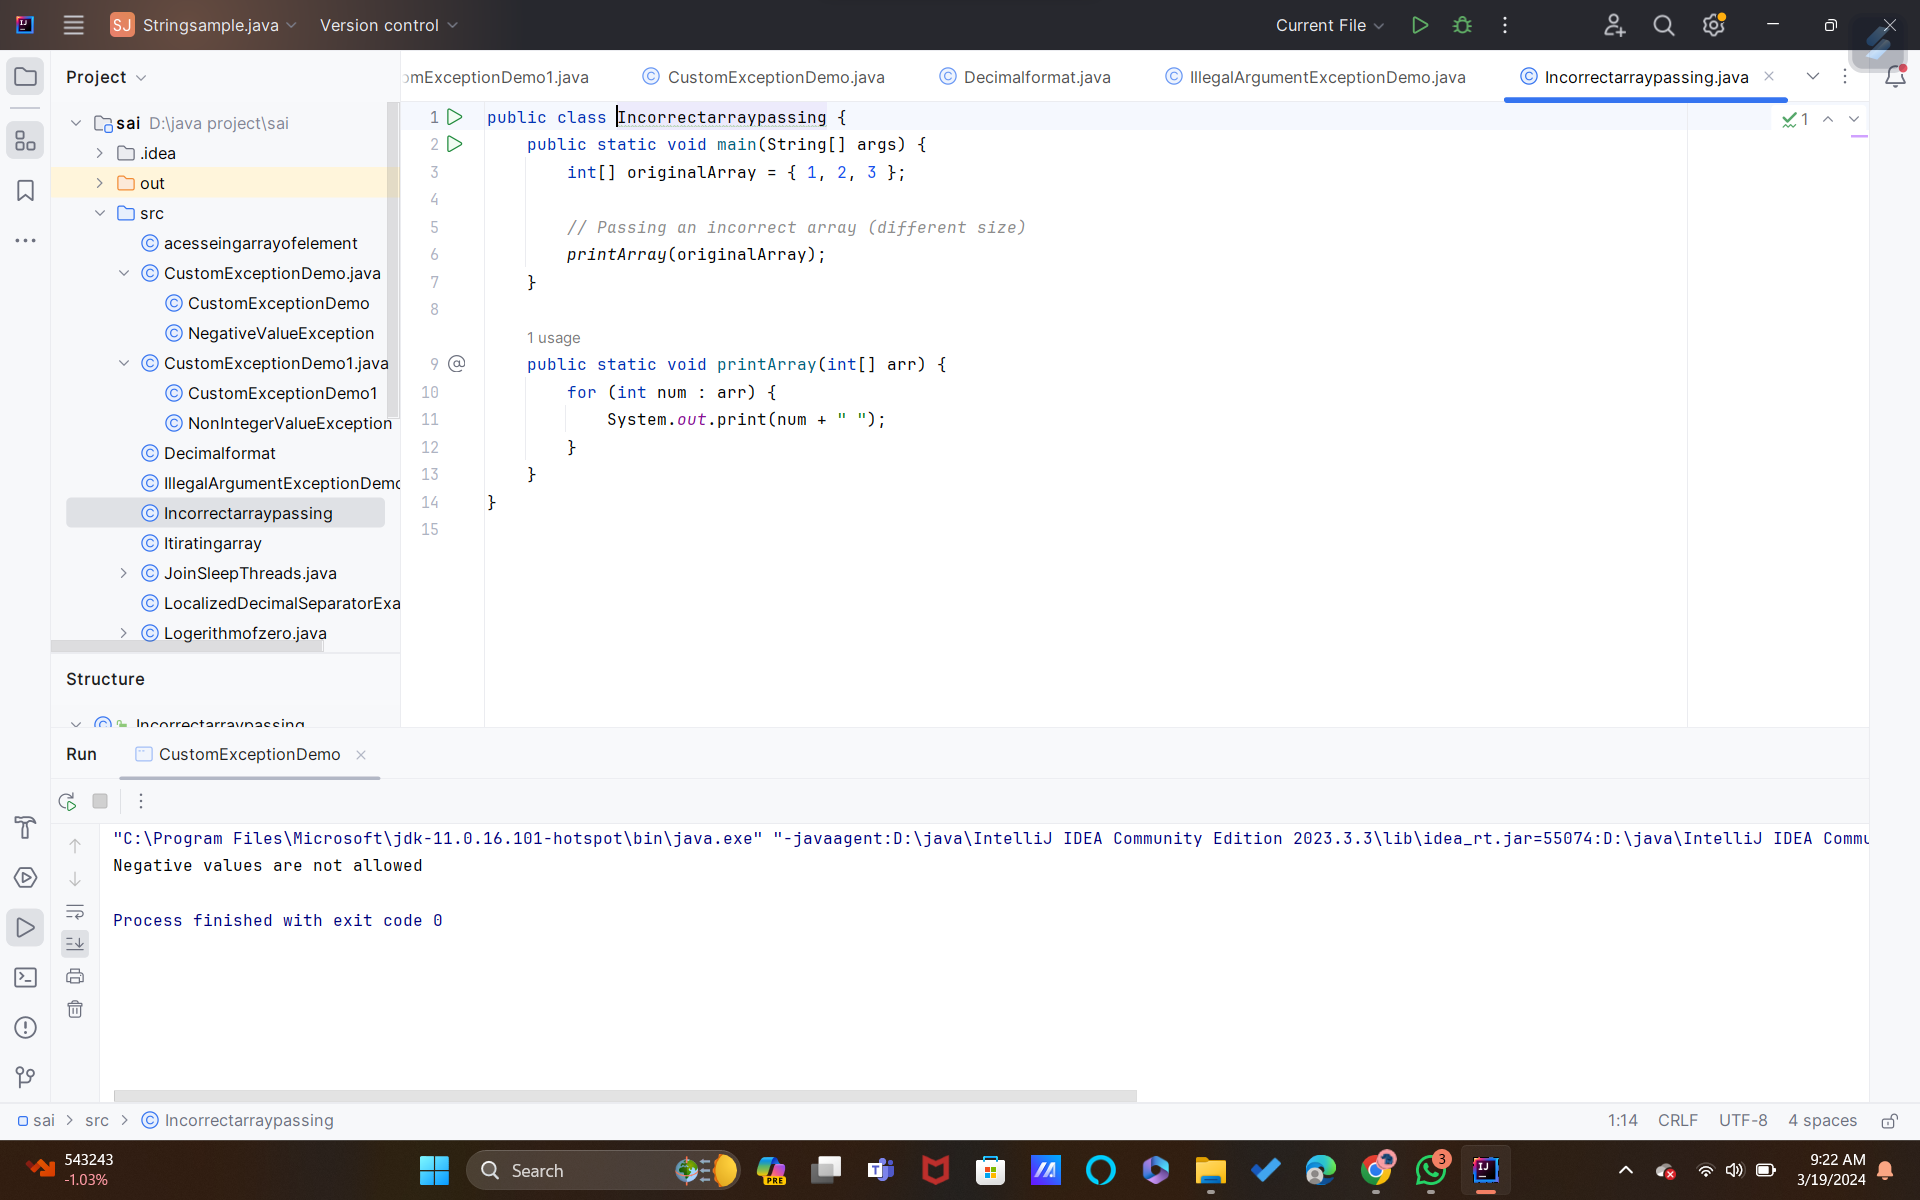 SJ Stringsample.java Version control Current File
Project
omExceptionDemo1.java CustomExceptionDemo.java Decimalformat.java IllegalArgumentExceptionDemo.java Incorrectarraypassing.java
sai D:\java project\sai
.idea
out
src
acesseingarrayofelement
CustomExceptionDemo.java
CustomExceptionDemo
NegativeValueException
CustomExceptionDemo1.java
CustomExceptionDemo1
NonIntegerValueException
Decimalformat
IllegalArgumentExceptionDemo
Incorrectarraypassing
Itiratingarray
JoinSleepThreads.java
LocalizedDecimalSeparatorExa
Logerithmofzero.java
Structure
Incorrectarraypassing
1 public class Incorrectarraypassing {
2 public static void main(String[] args) {
3 int[] originalArray = { 1, 2, 3 };
4
5 // Passing an incorrect array (different size)
6 printArray(originalArray);
7 }
8
1 usage
9 @ public static void printArray(int[] arr) {
10 for (int num : arr) {
11 System.out.print(num + " ");
12 }
13 }
14 }
15
1
Run CustomExceptionDemo
"C:\Program Files\Microsoft\jdk-11.0.16.101-hotspot\bin\java.exe" "-javaagent:D:\java\IntelliJ IDEA Community Edition 2023.3.3\lib\idea_rt.jar=55074:D:\java\IntelliJ IDEA Commu
Negative values are not allowed
Process finished with exit code 0
sai > src > Incorrectarraypassing 1:14 CRLF UTF-8 4 spaces
543243
-1.03%
Search
PRE
3
9:22 AM
3/19/2024